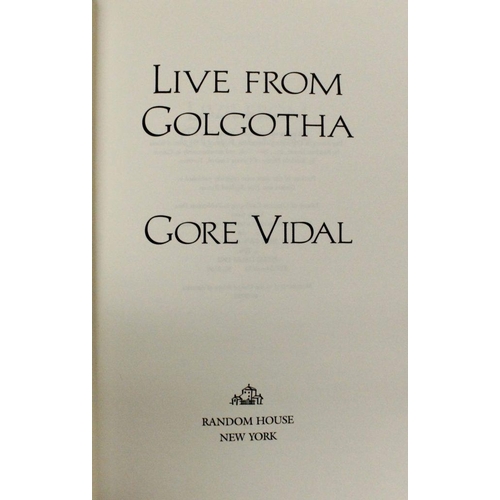 LIVE FROM
GOLGOTHA
GORE VIDAL
RANDOM HOUSE
NEW YORK